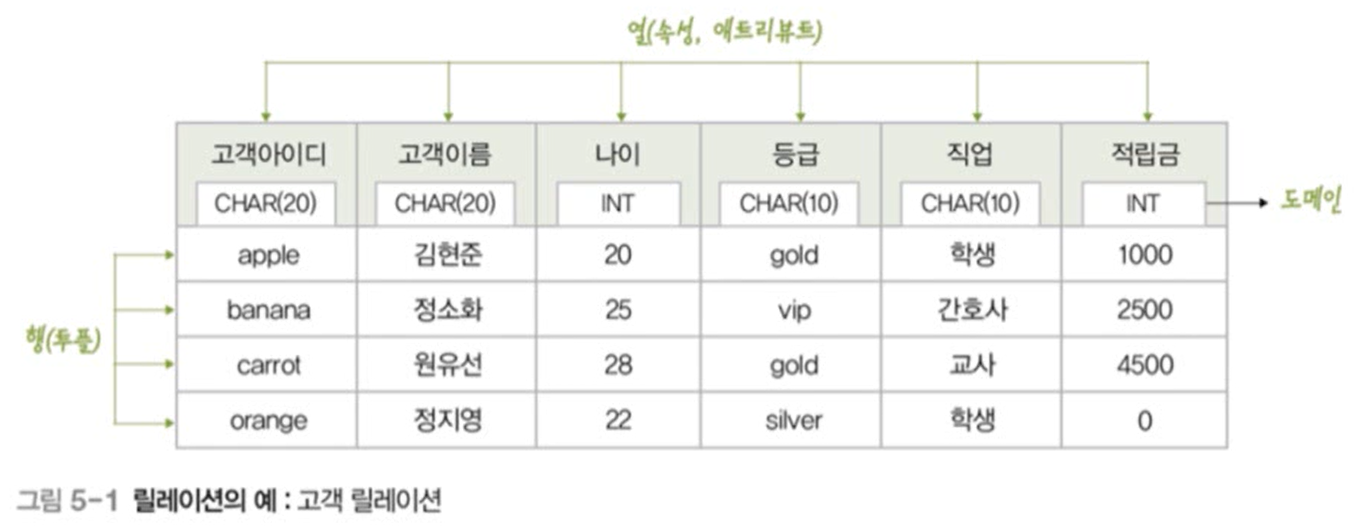 열(속성, 애트리뷰트)
고객아이디 고객이름 나이 등급 직업 적립금
CHAR(20) CHAR(20) INT CHAR(10) CHAR(10) INT 도메인
apple 김현준 20 gold 학생 1000
banana 정소화 25 vip 간호사 2500
행(투플)
carrot 원유선 28 gold 교사 4500
orange 정지영 22 silver 학생 0
그림 5-1 릴레이션의 예 : 고객 릴레이션